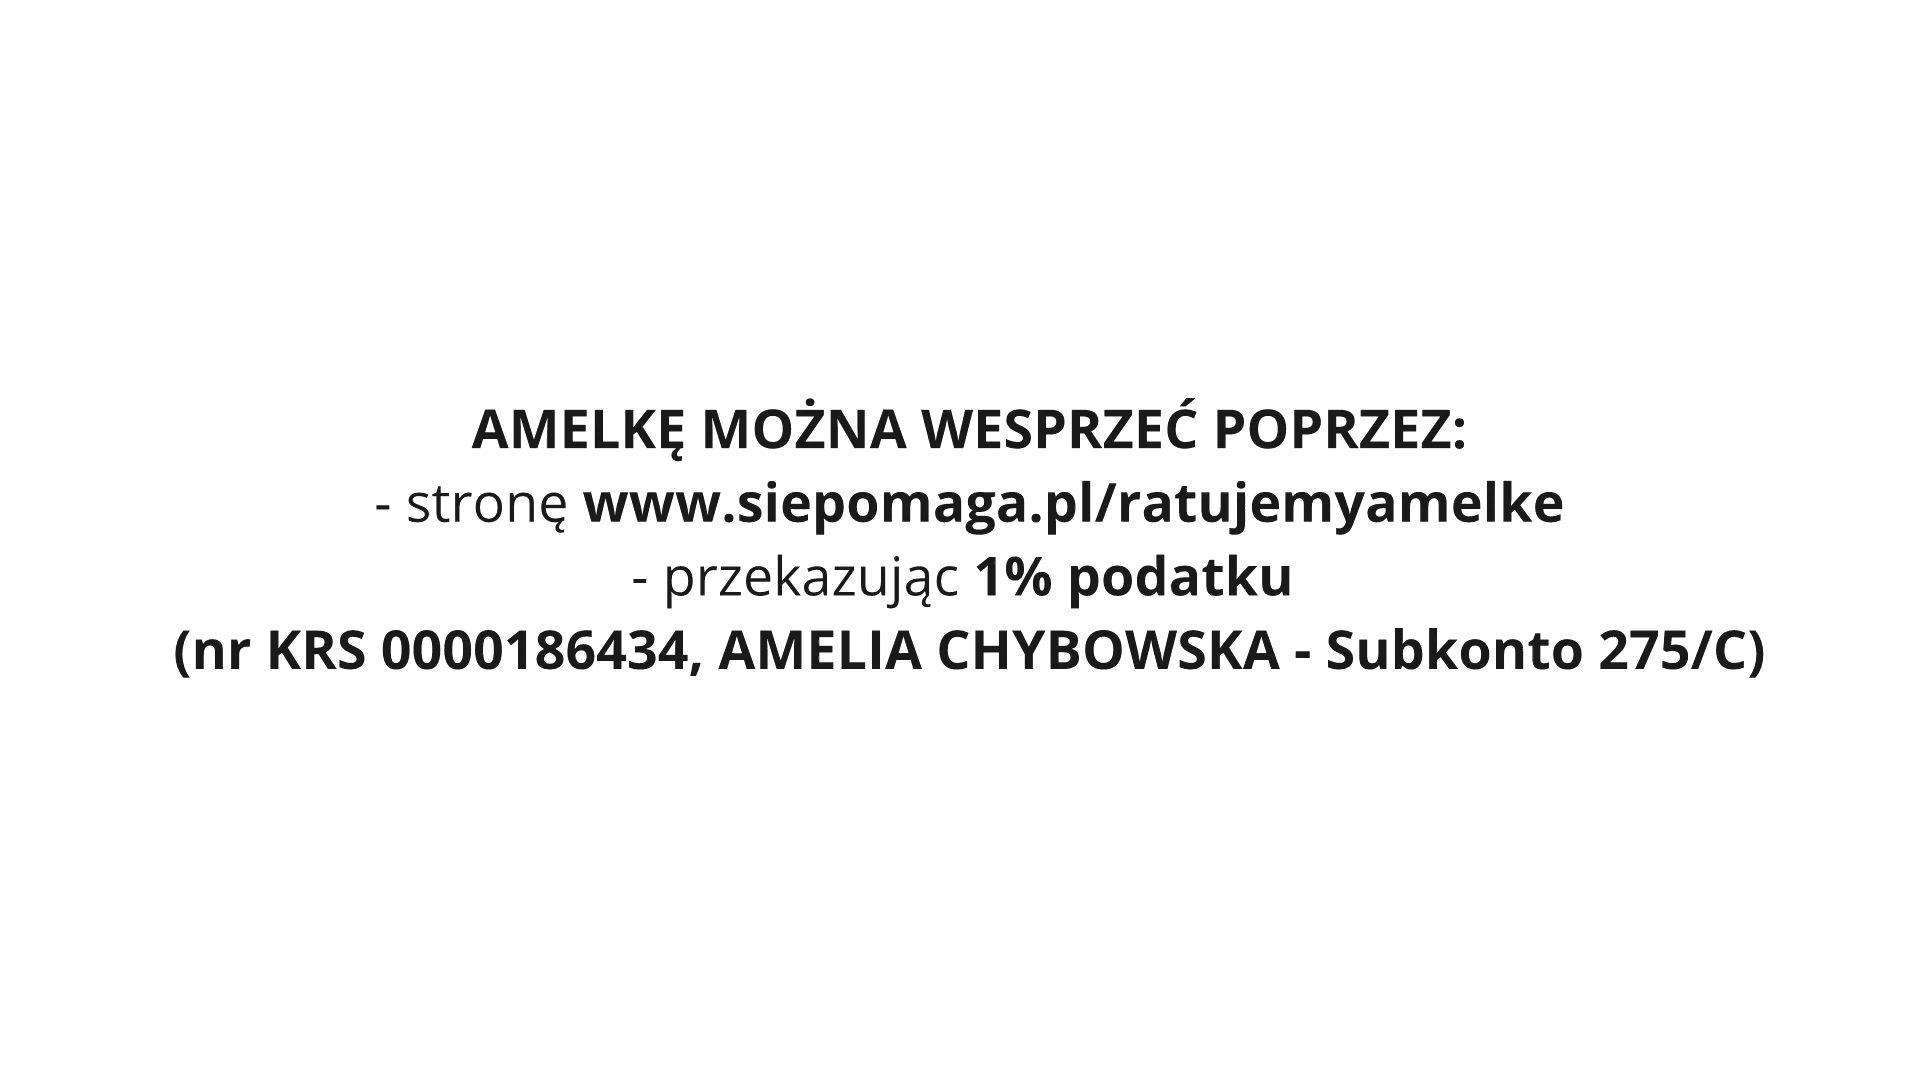 AMELKĘ MOŻNA WESPRZEĆ POPRZEZ:
- stronę www.siepomaga.pl/ratujemyamelke
- przekazując 1% podatku
(nr KRS 0000186434, AMELIA CHYBOWSKA - Subkonto 275/C)